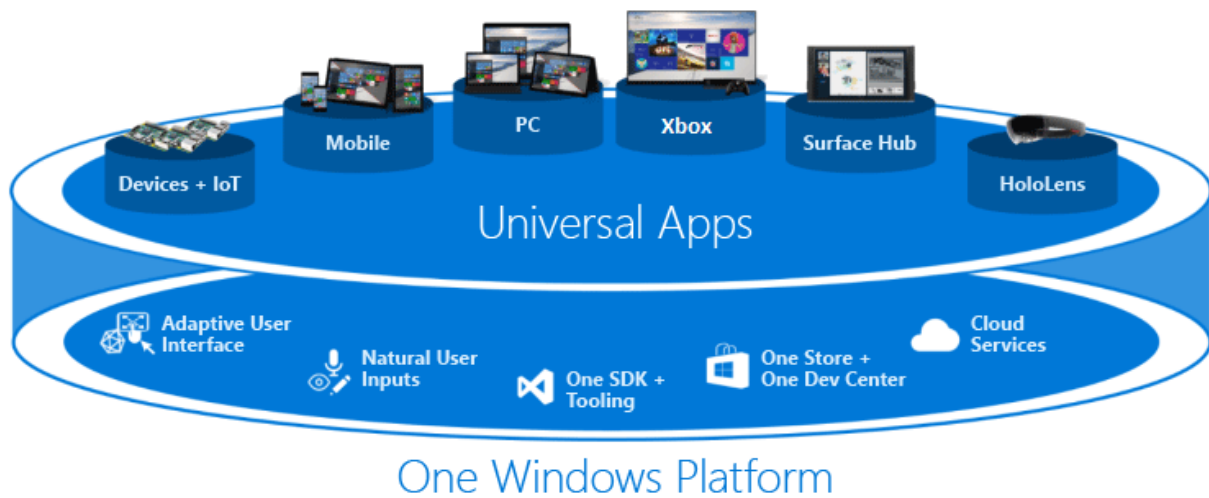 Devices + IoT
Mobile
PC
Xbox
Surface Hub
HoloLens
Universal Apps
Adaptive User
Interface
Natural User
Inputs
One SDK +
Tooling
One Store +
One Dev Center
Cloud
Services
One Windows Platform